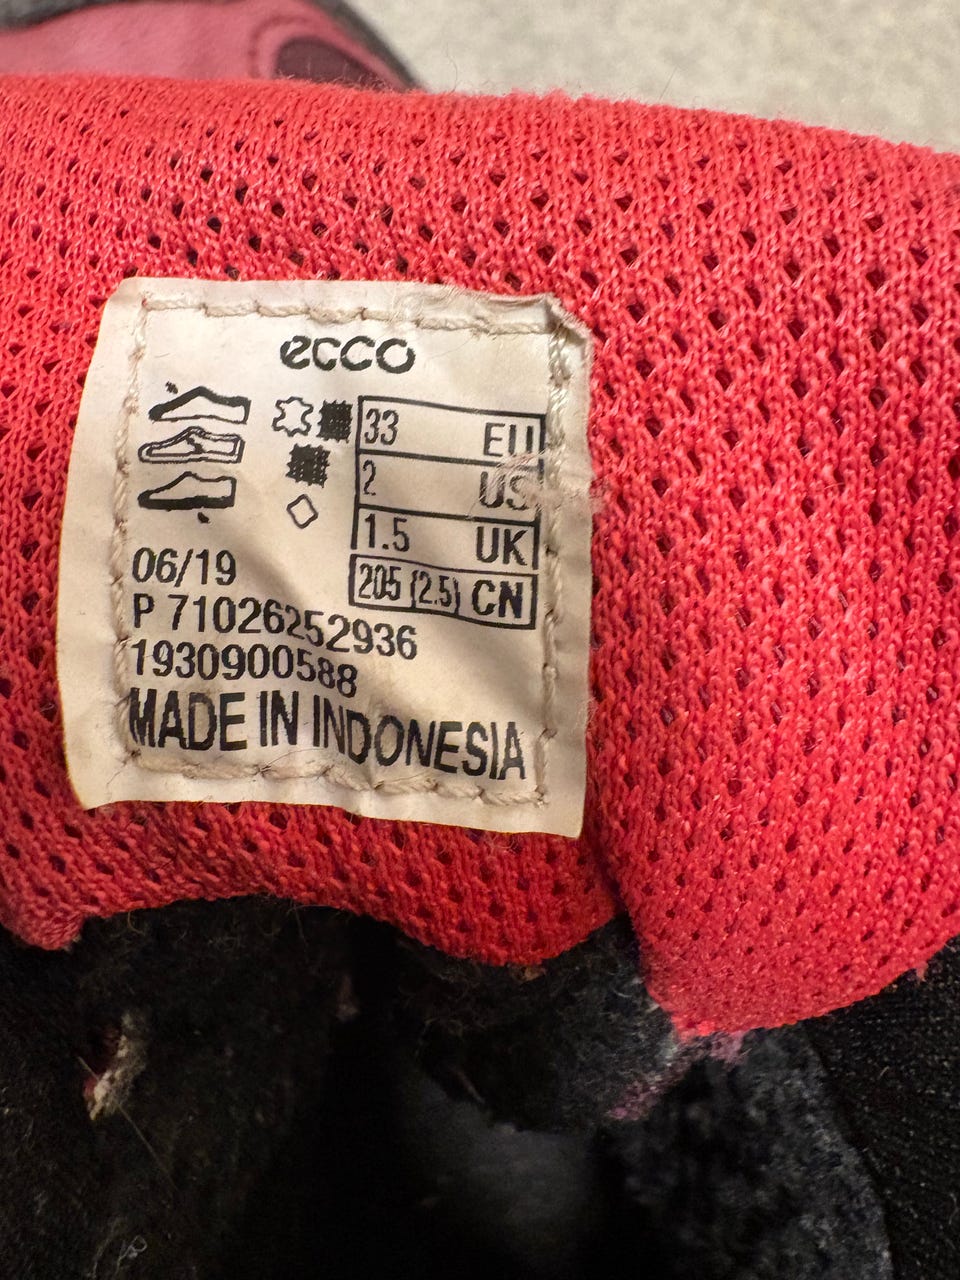 ecco
33 EU
2 US
1.5 UK
205 (2.5) CN
06/19
P 71026252936
1930900588
MADE IN INDONESIA